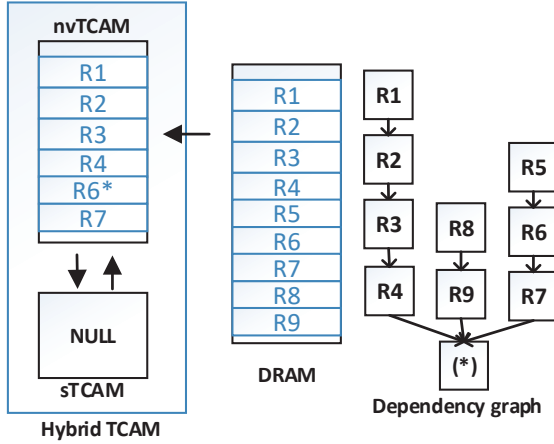 nvTCAM
R1
R2
R3
R4
R6*
R7
NULL
sTCAM
Hybrid TCAM
R1
R2
R3
R4
R5
R6
R7
R8
R9
DRAM
R1
R2
R3
R4
R8
R9
R5
R6
R7
(*)
Dependency graph